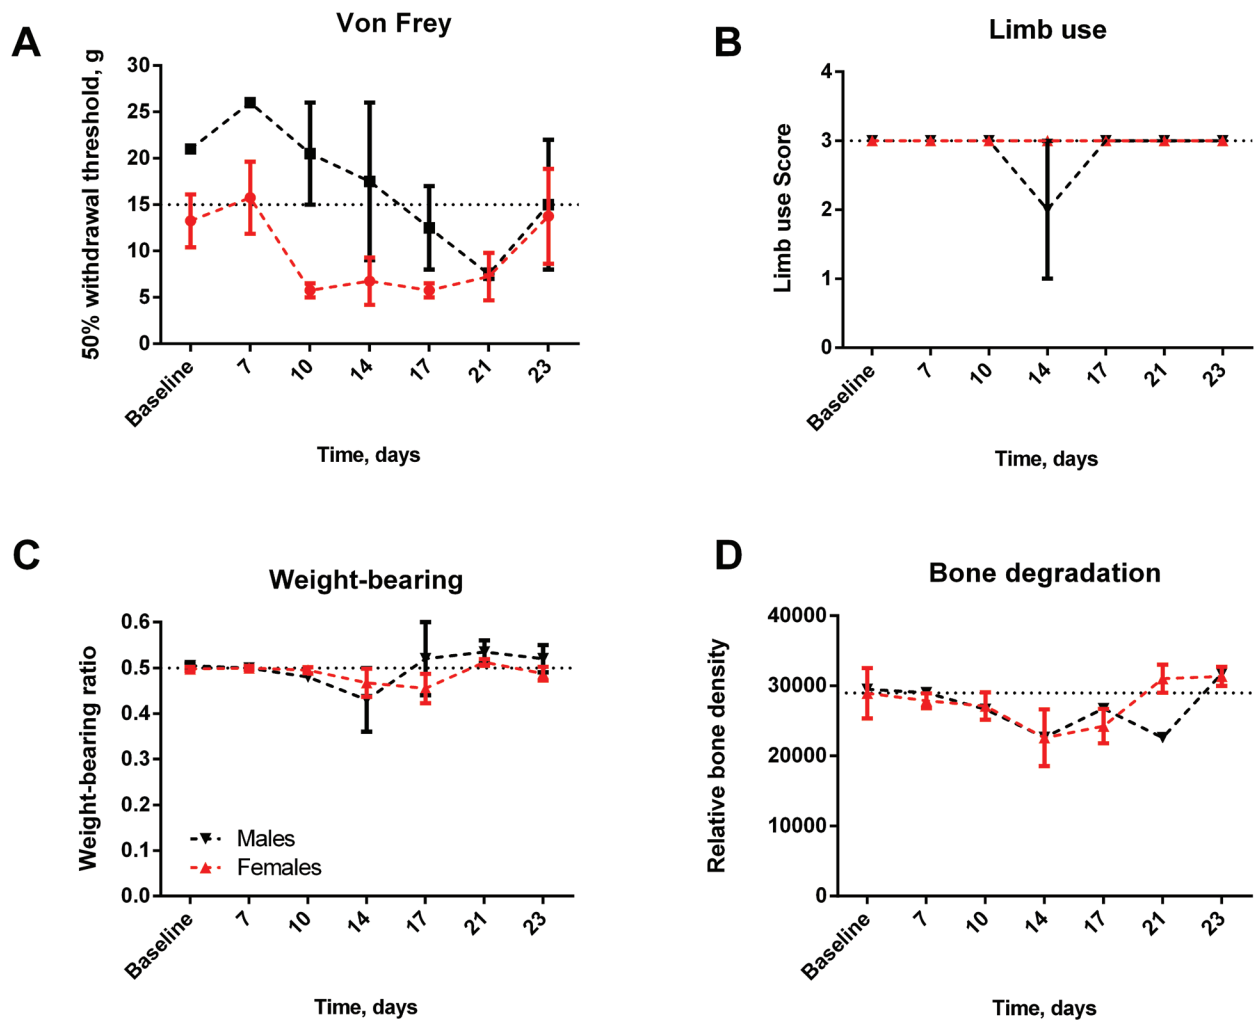 A
Von Frey
50% withdrawal threshold, g
30
25
20
15
10
5
0
Baseline
7
10
14
17
21
23
Time, days
B
Limb use
Limb use Score
4
3
2
1
0
Baseline
7
10
14
17
21
23
Time, days
C
Weight-bearing
Weight-bearing ratio
0.6
0.5
0.4
0.3
0.2
0.1
0.0
Males
Females
Baseline
7
10
14
17
21
23
Time, days
D
Bone degradation
Relative bone density
40000
30000
20000
10000
0
Baseline
7
10
14
17
21
23
Time, days